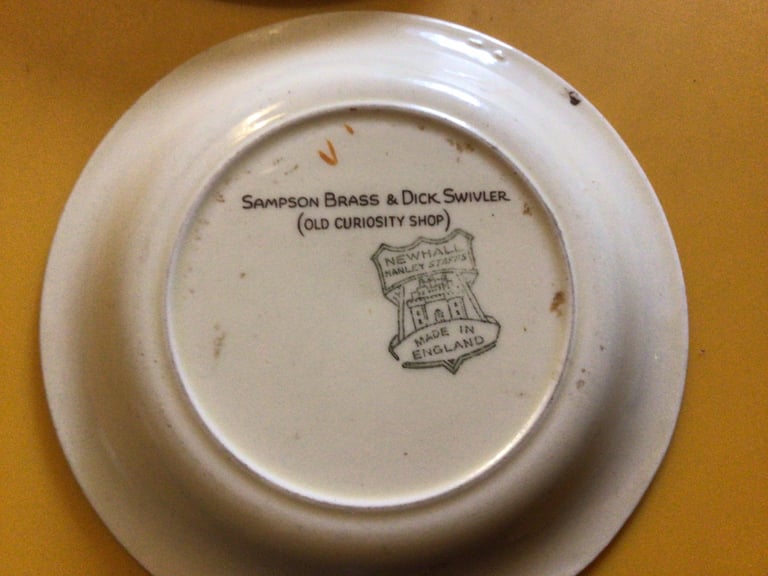 SAMPSON BRASS & DICK SWIVLER
(OLD CURIOSITY SHOP)
NEWHALL
HANLEY STAFFS
MADE IN
ENGLAND